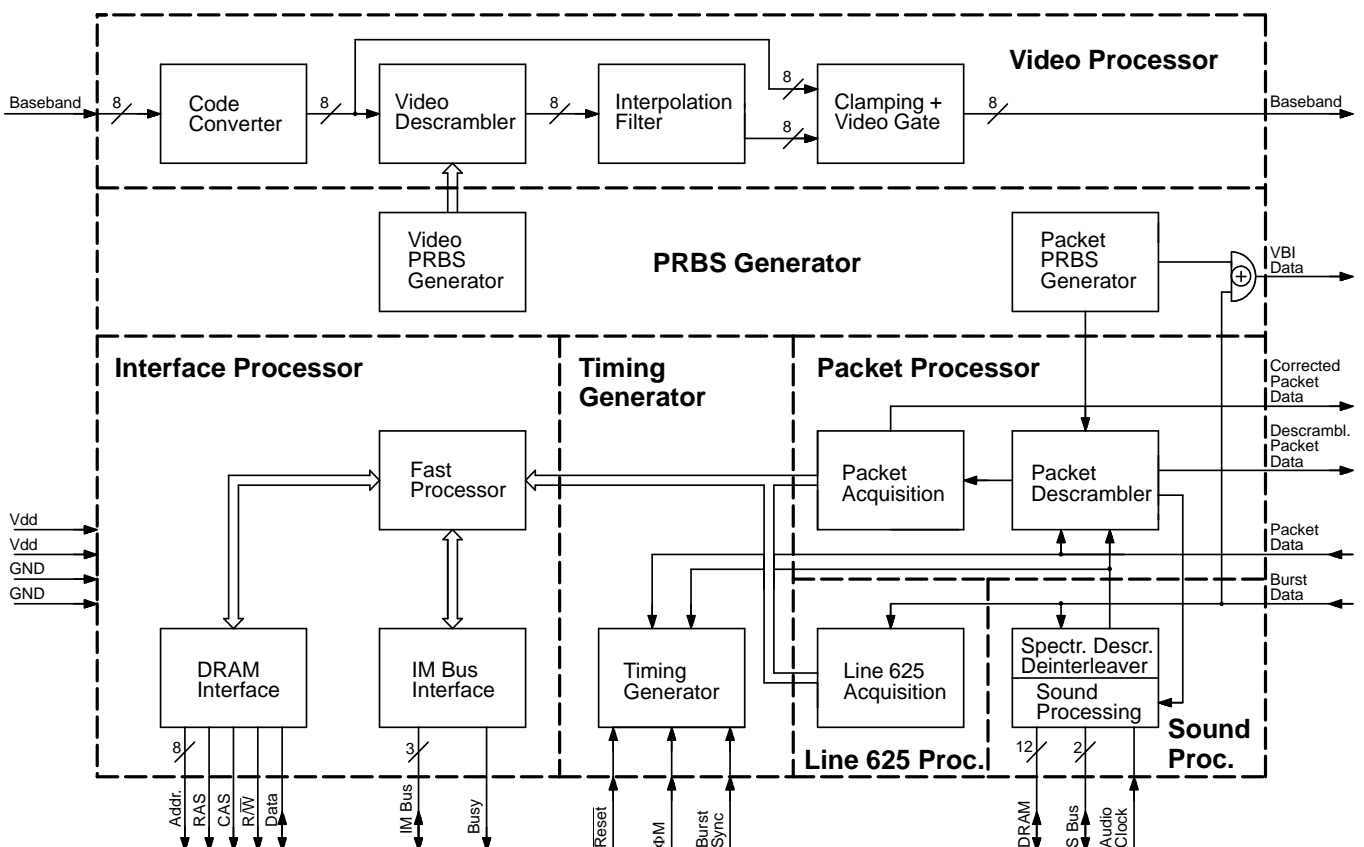 Video Processor
Baseband
8
Code
Converter
8
Video
Descrambler
8
Interpolation
Filter
8
8
Clamping +
Video Gate
8
Baseband
Video
PRBS
Generator
PRBS Generator
Packet
PRBS
Generator
+
VBI
Data
Interface Processor
Timing
Generator
Packet Processor
Corrected
Packet
Data
Fast
Processor
Packet
Acquisition
Packet
Descrambler
Descrambl.
Packet
Data
Vdd
Vdd
GND
GND
Packet
Data
Burst
Data
DRAM
Interface
IM Bus
Interface
Timing
Generator
Line 625
Acquisition
Spectr. Descr.
Deinterleaver
Sound
Processing
Line 625 Proc.
Sound
Proc.
8
3
12
2
Addr.
RAS
CAS
R/W̅
Data
IM Bus
Busy
R̅e̅s̅e̅t̅
ΦM
Burst
Sync
DRAM
S Bus
Audio
Clock